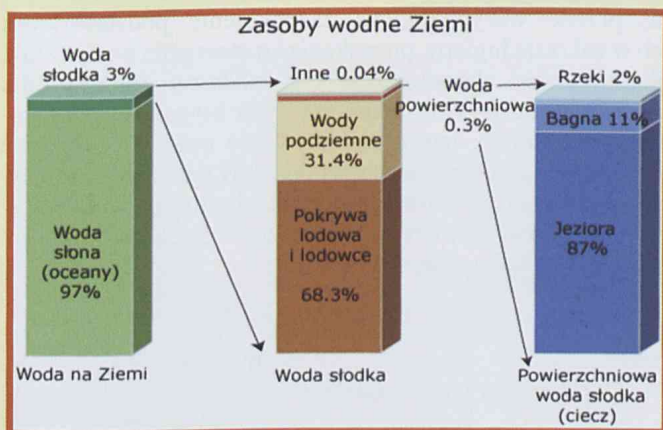 Zasoby wodne Ziemi
Woda
słodka 3%
Woda
słona
(oceany)
97%
Woda na Ziemi
Inne 0.04%
Wody
podziemne
31.4%
Pokrywa
lodowa
i lodowce
68.3%
Woda słodka
Woda
powierzchniowa
0.3%
Rzeki 2%
Bagna 11%
Jeziora
87%
Powierzchniowa
woda słodka
(ciecz)